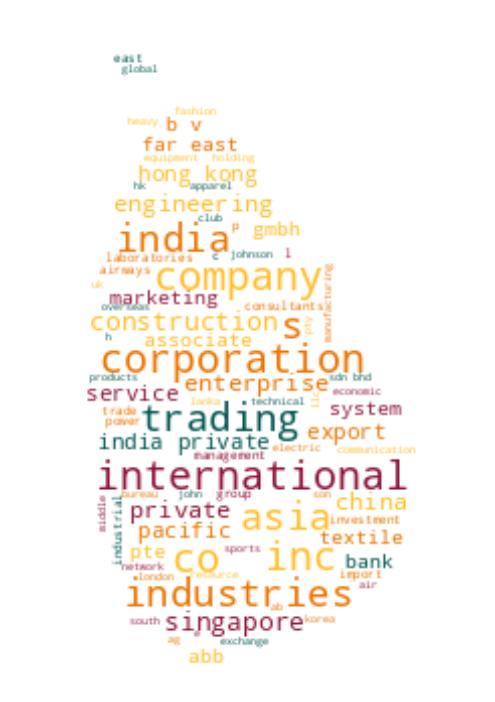 east
global
fashion
heavy b v
far east
equipment holding
hong kong
hk apparel
engineering
club
india p gmbh
laboratories c johnson l
airways company
uk
marketing
overseas consultants manufacturing
construction s pty
h associate
corporation
products enterprise sdn bhd
service economic
lanka technical llc
trade trading system
power export
india private electric
management communication
international
middle bureau john group son
industrial private asia china
pacific investment
textile
pte co sports inc bank
network
london resource import
air
industries
ab
south singapore korea
ag e exchange
abb